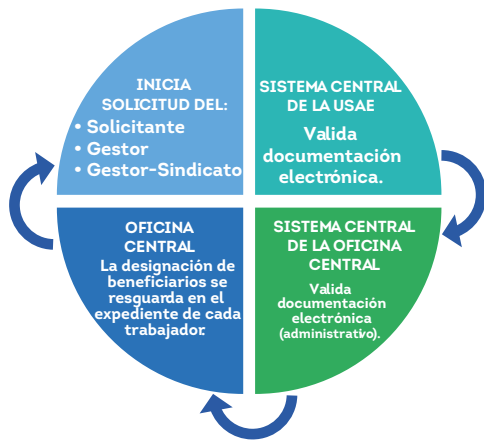 INICIA
SOLICITUD DEL:
• Solicitante
• Gestor
• Gestor-Sindicato
SISTEMA CENTRAL
DE LA USAE
Valida
documentación
electrónica.
SISTEMA CENTRAL
DE LA OFICINA
CENTRAL
Valida
documentación
electrónica
(administrativo).
OFICINA
CENTRAL
La designación de
beneficiarios se
resguarda en el
expediente de cada
trabajador.